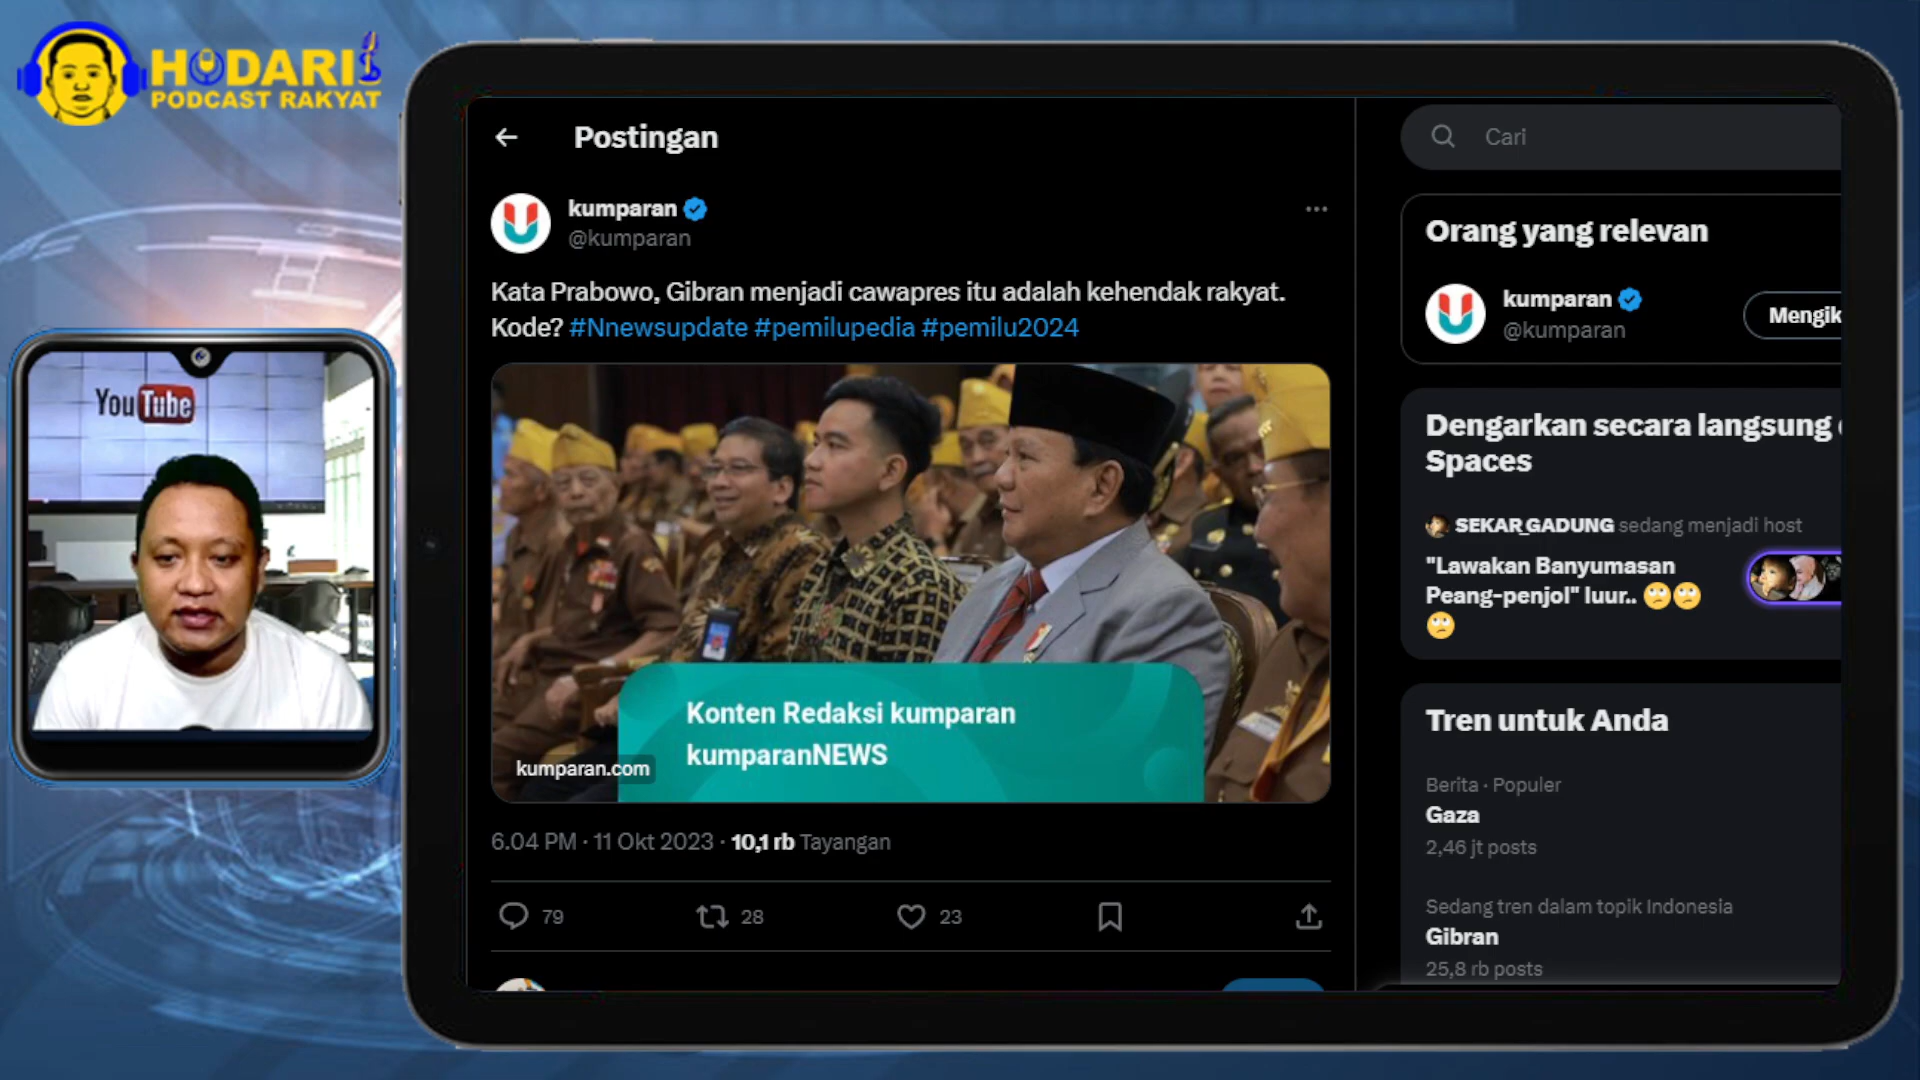 HODARI
PODCAST RAKYAT
YouTube
Postingan
kumparan
@kumparan
Kata Prabowo, Gibran menjadi cawapres itu adalah kehendak rakyat.
Kode? #Nnewsupdate #pemilupedia #pemilu2024
Konten Redaksi kumparan
kumparanNEWS
kumparan.com
6.04 PM · 11 Okt 2023 · 10,1 rb Tayangan
79
28
23
Cari
Orang yang relevan
kumparan
@kumparan
Mengik
Dengarkan secara langsung
Spaces
SEKAR_GADUNG sedang menjadi host
"Lawakan Banyumasan
Peang-penjol" luur.. 🙄🙄
🙄
Tren untuk Anda
Berita · Populer
Gaza
2,46 jt posts
Sedang tren dalam topik Indonesia
Gibran
25,8 rb posts